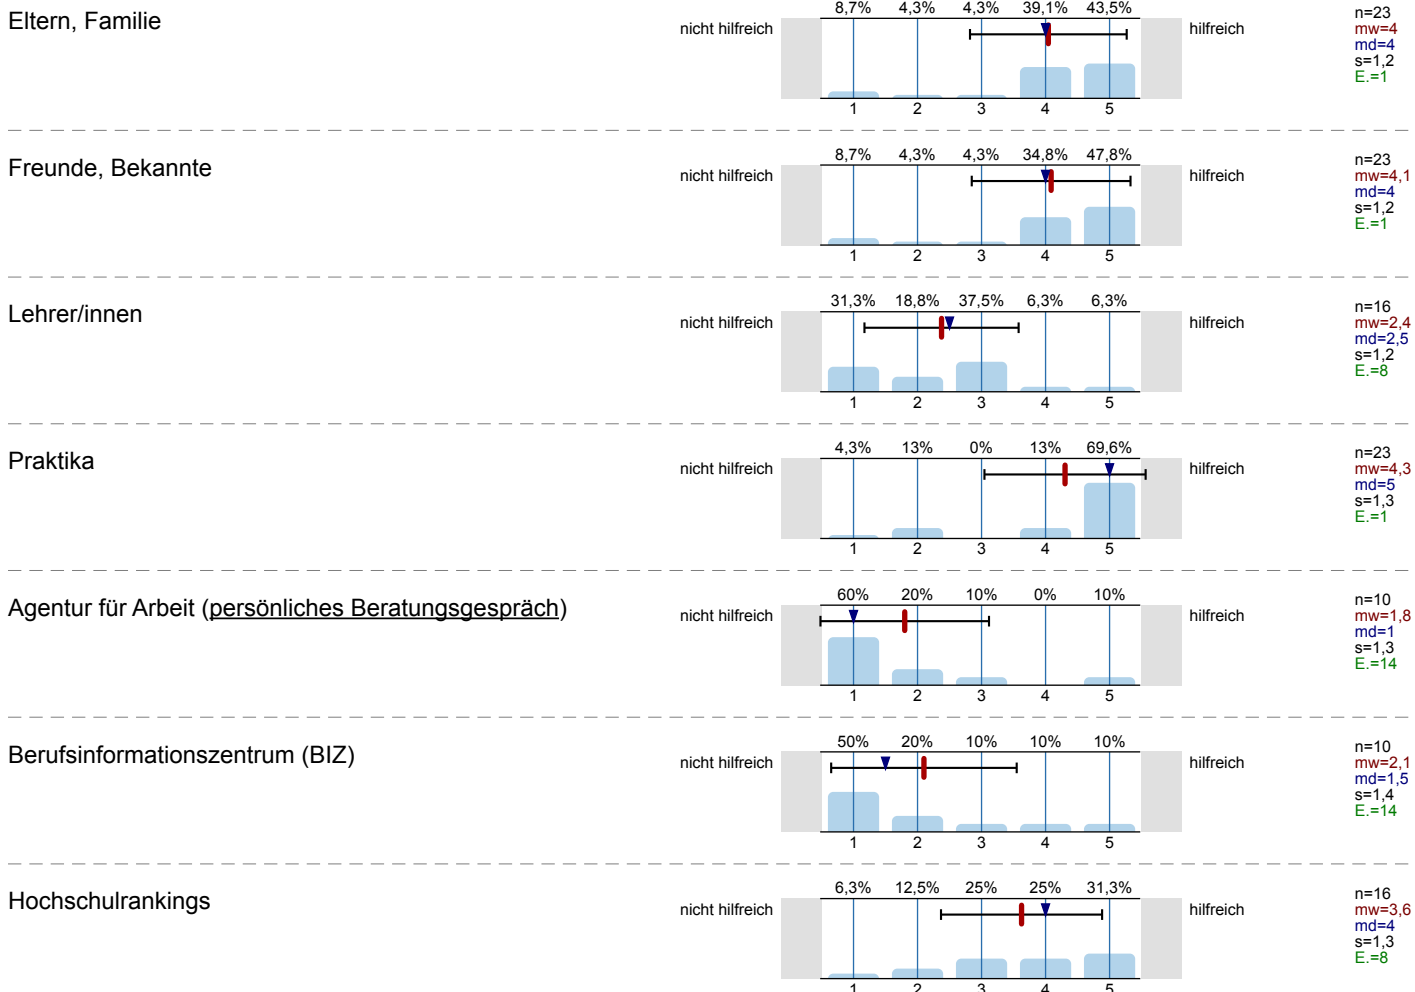 Eltern, Familie
8,7% 4,3% 4,3% 39,1% 43,5%
nicht hilfreich hilfreich
1 2 3 4 5
n=23
mw=4
md=4
s=1,2
E.=1
Freunde, Bekannte
8,7% 4,3% 4,3% 34,8% 47,8%
nicht hilfreich hilfreich
1 2 3 4 5
n=23
mw=4,1
md=4
s=1,2
E.=1
Lehrer/innen
31,3% 18,8% 37,5% 6,3% 6,3%
nicht hilfreich hilfreich
1 2 3 4 5
n=16
mw=2,4
md=2,5
s=1,2
E.=8
Praktika
4,3% 13% 0% 13% 69,6%
nicht hilfreich hilfreich
1 2 3 4 5
n=23
mw=4,3
md=5
s=1,3
E.=1
Agentur für Arbeit (persönliches Beratungsgespräch)
60% 20% 10% 0% 10%
nicht hilfreich hilfreich
1 2 3 4 5
n=10
mw=1,8
md=1
s=1,3
E.=14
Berufsinformationszentrum (BIZ)
50% 20% 10% 10% 10%
nicht hilfreich hilfreich
1 2 3 4 5
n=10
mw=2,1
md=1,5
s=1,4
E.=14
Hochschulrankings
6,3% 12,5% 25% 25% 31,3%
nicht hilfreich hilfreich
1 2 3 4 5
n=16
mw=3,6
md=4
s=1,3
E.=8